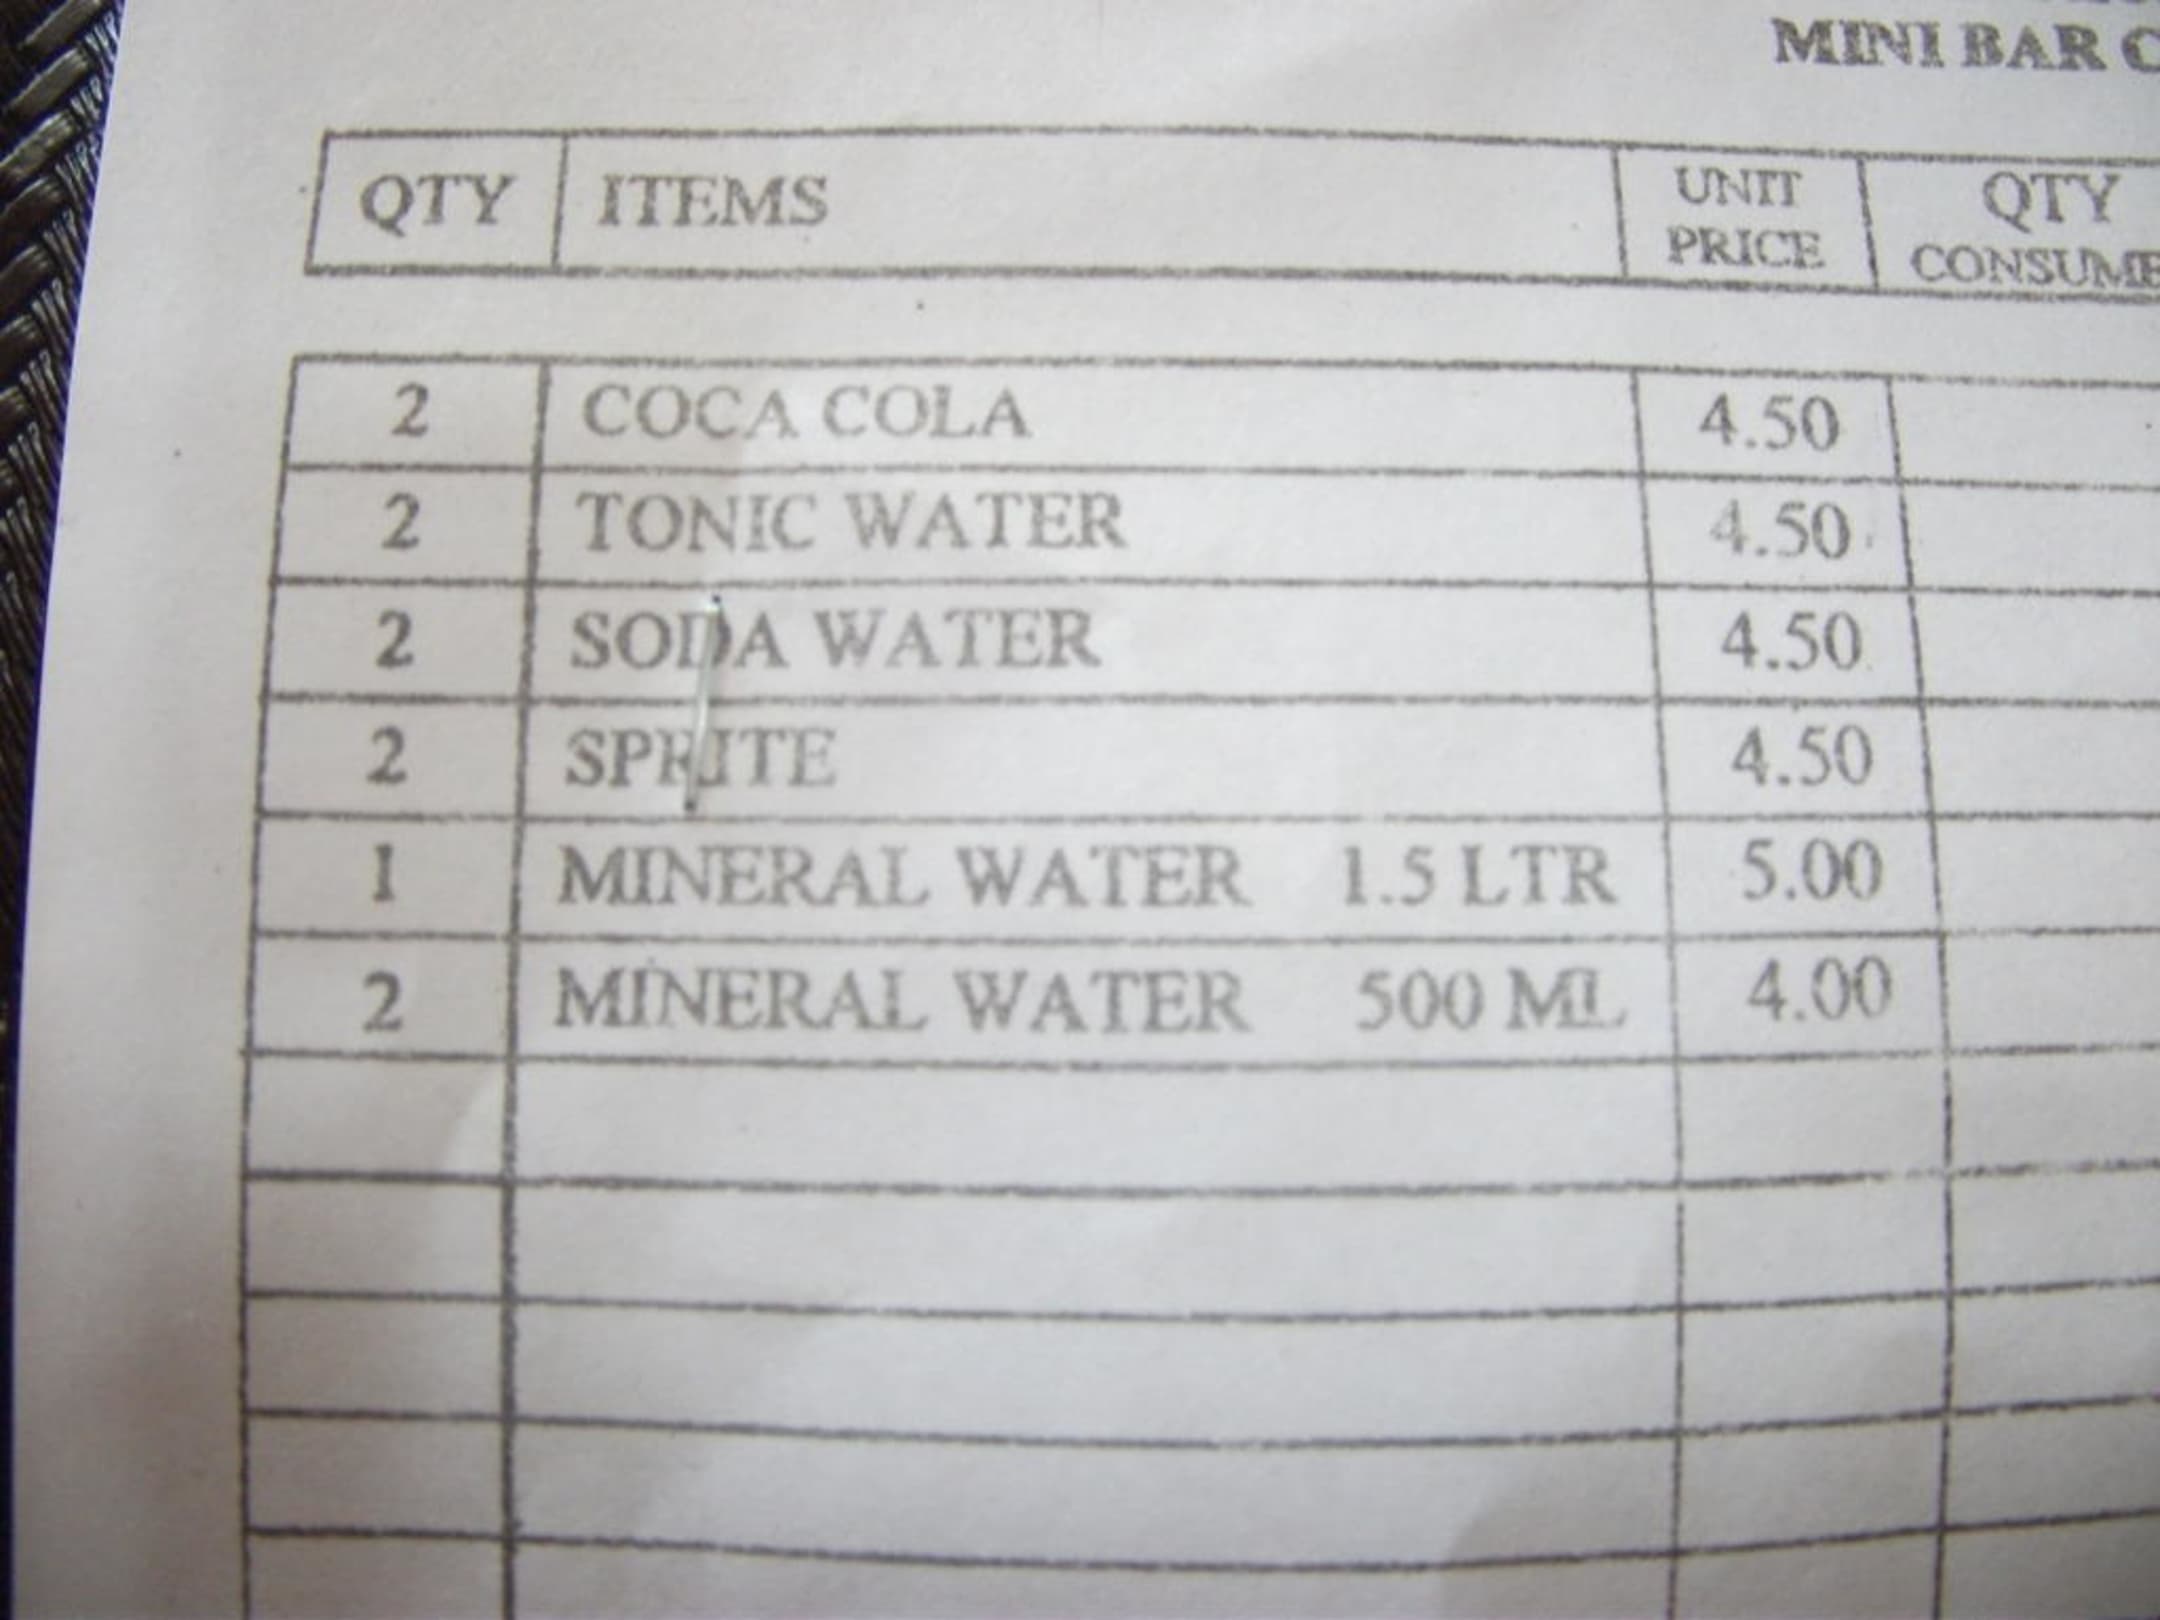 MINI BAR C
QTY ITEMS UNIT PRICE QTY CONSUME
2 COCA COLA 4.50
2 TONIC WATER 4.50
2 SODA WATER 4.50
2 SPRITE 4.50
1 MINERAL WATER 1.5 LTR 5.00
2 MINERAL WATER 500 ML 4.00